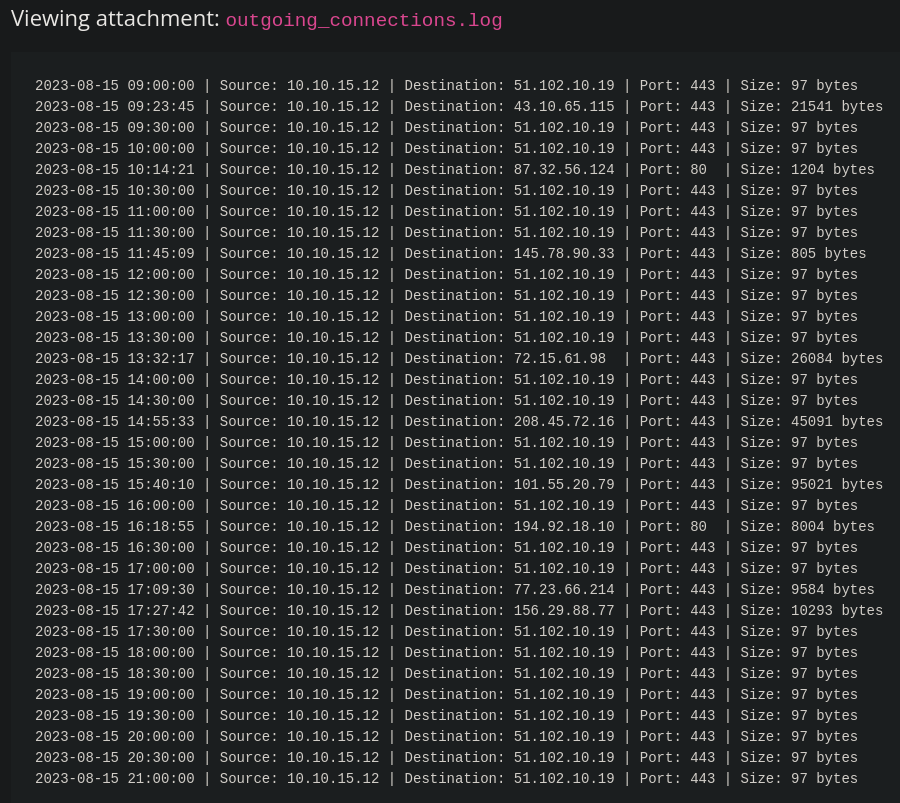 Viewing attachment: outgoing_connections.log
2023-08-15 09:00:00 | Source: 10.10.15.12 | Destination: 51.102.10.19 | Port: 443 | Size: 97 bytes
2023-08-15 09:23:45 | Source: 10.10.15.12 | Destination: 43.10.65.115 | Port: 443 | Size: 21541 bytes
2023-08-15 09:30:00 | Source: 10.10.15.12 | Destination: 51.102.10.19 | Port: 443 | Size: 97 bytes
2023-08-15 10:00:00 | Source: 10.10.15.12 | Destination: 51.102.10.19 | Port: 443 | Size: 97 bytes
2023-08-15 10:14:21 | Source: 10.10.15.12 | Destination: 87.32.56.124 | Port: 80  | Size: 1204 bytes
2023-08-15 10:30:00 | Source: 10.10.15.12 | Destination: 51.102.10.19 | Port: 443 | Size: 97 bytes
2023-08-15 11:00:00 | Source: 10.10.15.12 | Destination: 51.102.10.19 | Port: 443 | Size: 97 bytes
2023-08-15 11:30:00 | Source: 10.10.15.12 | Destination: 51.102.10.19 | Port: 443 | Size: 97 bytes
2023-08-15 11:45:09 | Source: 10.10.15.12 | Destination: 145.78.90.33 | Port: 443 | Size: 805 bytes
2023-08-15 12:00:00 | Source: 10.10.15.12 | Destination: 51.102.10.19 | Port: 443 | Size: 97 bytes
2023-08-15 12:30:00 | Source: 10.10.15.12 | Destination: 51.102.10.19 | Port: 443 | Size: 97 bytes
2023-08-15 13:00:00 | Source: 10.10.15.12 | Destination: 51.102.10.19 | Port: 443 | Size: 97 bytes
2023-08-15 13:30:00 | Source: 10.10.15.12 | Destination: 51.102.10.19 | Port: 443 | Size: 97 bytes
2023-08-15 13:32:17 | Source: 10.10.15.12 | Destination: 72.15.61.98  | Port: 443 | Size: 26084 bytes
2023-08-15 14:00:00 | Source: 10.10.15.12 | Destination: 51.102.10.19 | Port: 443 | Size: 97 bytes
2023-08-15 14:30:00 | Source: 10.10.15.12 | Destination: 51.102.10.19 | Port: 443 | Size: 97 bytes
2023-08-15 14:55:33 | Source: 10.10.15.12 | Destination: 208.45.72.16 | Port: 443 | Size: 45091 bytes
2023-08-15 15:00:00 | Source: 10.10.15.12 | Destination: 51.102.10.19 | Port: 443 | Size: 97 bytes
2023-08-15 15:30:00 | Source: 10.10.15.12 | Destination: 51.102.10.19 | Port: 443 | Size: 97 bytes
2023-08-15 15:40:10 | Source: 10.10.15.12 | Destination: 101.55.20.79 | Port: 443 | Size: 95021 bytes
2023-08-15 16:00:00 | Source: 10.10.15.12 | Destination: 51.102.10.19 | Port: 443 | Size: 97 bytes
2023-08-15 16:18:55 | Source: 10.10.15.12 | Destination: 194.92.18.10 | Port: 80  | Size: 8004 bytes
2023-08-15 16:30:00 | Source: 10.10.15.12 | Destination: 51.102.10.19 | Port: 443 | Size: 97 bytes
2023-08-15 17:00:00 | Source: 10.10.15.12 | Destination: 51.102.10.19 | Port: 443 | Size: 97 bytes
2023-08-15 17:09:30 | Source: 10.10.15.12 | Destination: 77.23.66.214 | Port: 443 | Size: 9584 bytes
2023-08-15 17:27:42 | Source: 10.10.15.12 | Destination: 156.29.88.77 | Port: 443 | Size: 10293 bytes
2023-08-15 17:30:00 | Source: 10.10.15.12 | Destination: 51.102.10.19 | Port: 443 | Size: 97 bytes
2023-08-15 18:00:00 | Source: 10.10.15.12 | Destination: 51.102.10.19 | Port: 443 | Size: 97 bytes
2023-08-15 18:30:00 | Source: 10.10.15.12 | Destination: 51.102.10.19 | Port: 443 | Size: 97 bytes
2023-08-15 19:00:00 | Source: 10.10.15.12 | Destination: 51.102.10.19 | Port: 443 | Size: 97 bytes
2023-08-15 19:30:00 | Source: 10.10.15.12 | Destination: 51.102.10.19 | Port: 443 | Size: 97 bytes
2023-08-15 20:00:00 | Source: 10.10.15.12 | Destination: 51.102.10.19 | Port: 443 | Size: 97 bytes
2023-08-15 20:30:00 | Source: 10.10.15.12 | Destination: 51.102.10.19 | Port: 443 | Size: 97 bytes
2023-08-15 21:00:00 | Source: 10.10.15.12 | Destination: 51.102.10.19 | Port: 443 | Size: 97 bytes